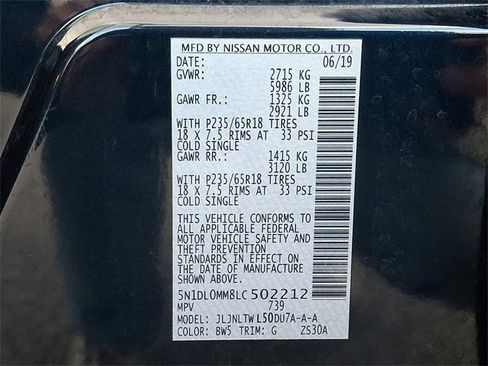 MFD BY NISSAN MOTOR CO., LTD.
DATE: 06/19
GVWR: 2715 KG
5986 LB
GAWR FR.: 1325 KG
2921 LB
WITH P235/65R18 TIRES
18 X 7.5 RIMS AT 33 PSI
COLD SINGLE
GAWR RR.: 1415 KG
3120 LB
WITH P235/65R18 TIRES
18 X 7.5 RIMS AT 33 PSI
COLD SINGLE
THIS VEHICLE CONFORMS TO
ALL APPLICABLE FEDERAL
MOTOR VEHICLE SAFETY AND
THEFT PREVENTION
STANDARDS IN EFFECT ON
THE DATE OF MANUFACTURE
SHOWN ABOVE.
5N1DL0MM8LC 502212
MPV 739
MODEL: JLJNLTW L50DU7A-A-A
COLOR: BW5 TRIM: G ZS30A